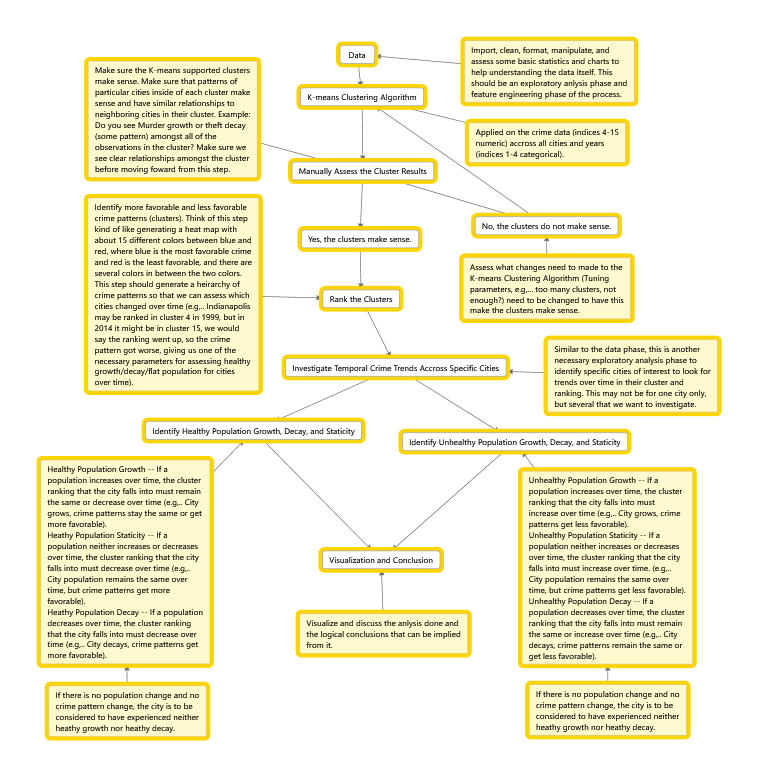 Data
Import, clean, format, manipulate, and
assess some basic statistics and charts to
help understanding the data itself. This
should be an exploratory anlysis phase and
feature engineering phase of the process.
Make sure the K-means supported clusters
make sense. Make sure that patterns of
particular cities inside of each cluster make
sense and have similar relationships to
neighboring cities in their cluster. Example:
Do you see Murder growth or theft decay
(some pattern) amongst all of the
observations in the cluster? Make sure we
see clear relationships amongst the cluster
before moving foward from this step.
K-means Clustering Algorithm
Applied on the crime data (indices 4-15
numeric) accross all cities and years
(indices 1-4 categorical).
Manually Assess the Cluster Results
Identify more favorable and less favorable
crime patterns (clusters). Think of this step
kind of like generating a heat map with
about 15 different colors between blue and
red, where blue is the most favorable crime
and red is the least favorable, and there are
several colors in between the two colors.
This step should generate a heirarchy of
crime patterns so that we can assess which
cities changed over time (e.g,.. Indianapolis
may be ranked in cluster 4 in 1999, but in
2014 it might be in cluster 15, we would
say the ranking went up, so the crime
pattern got worse, giving us one of the
necessary parameters for assessing healthy
growth/decay/flat population for cities
over time).
Yes, the clusters make sense.
No, the clusters do not make sense.
Assess what changes need to made to the
K-means Clustering Algorithm (Tuning
parameters, e.g,... too many clusters, not
enough?) need to be changed to have this
make the clusters make sense.
Rank the Clusters
Investigate Temporal Crime Trends Accross Specific Cities
Similar to the data phase, this is another
necessary exploratory analysis phase to
identify specific cities of interest to look for
trends over time in their cluster and
ranking. This may not be for one city only,
but several that we want to investigate.
Identify Healthy Population Growth, Decay, and Staticity
Identify Unhealthy Population Growth, Decay, and Staticity
Healthy Population Growth -- If a
population increases over time, the cluster
ranking that the city falls into must remain
the same or decrease over time (e.g,.. City
grows, crime patterns stay the same or get
more favorable).
Heathy Population Staticity -- If a
population neither increases or decreases
over time, the cluster ranking that the city
falls into must decrease over time (e.g,..
City population remains the same over
time, but crime patterns get more
favorable).
Heathy Population Decay -- If a population
decreases over time, the cluster ranking
that the city falls into must decrease over
time (e.g,.. City decays, crime patterns get
more favorable).
Unhealthy Population Growth -- If a
population increases over time, the cluster
ranking that the city falls into must
increase over time (e.g,.. City grows, crime
patterns get less favorable).
Unhealthy Population Staticity -- If a
population neither increases or decreases
over time, the cluster ranking that the city
falls into must increase over time. (e.g,..
City population remains the same over
time, but crime patterns get less favorable).
Unhealthy Population Decay -- If a
population decreases over time, the cluster
ranking that the city falls into must remain
the same or increase over time (e.g,.. City
decays, crime patterns remain the same or
get less favorable).
Visualization and Conclusion
Visualize and discuss the anlysis done and
the logical conclusions that can be implied
from it.
If there is no population change and no
crime pattern change, the city is to be
considered to have experienced neither
heathy growth nor heathy decay.
If there is no population change and no
crime pattern change, the city is to be
considered to have experienced neither
heathy growth nor heathy decay.